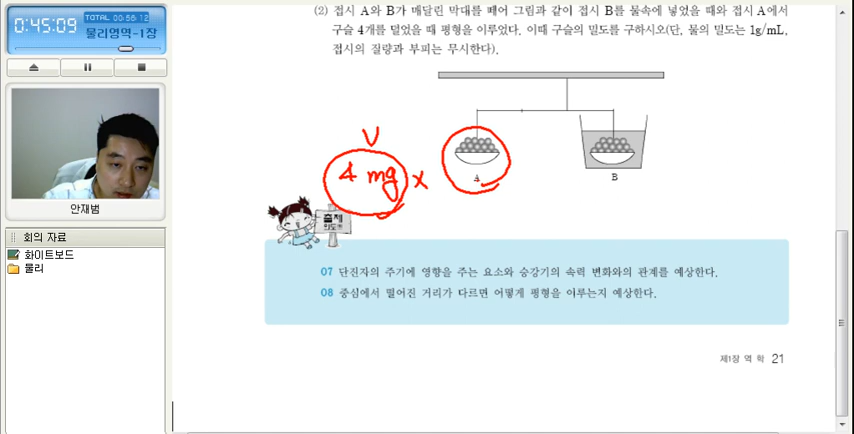 0:45:09
TOTAL 00:56:12
물리영역-1장
안재범
회의 자료
화이트보드
물리
(2) 접시 A와 B가 매달린 막대를 빼어 그림과 같이 접시 B를 물속에 넣었을 때와 접시 A에서
구슬 4개를 덜었을 때 평형을 이루었다. 이때 구슬의 밀도를 구하시오(단, 물의 밀도는 1g/mL,
접시의 질량과 부피는 무시한다).
V
4 mg x
A
B
출제
의도
07 단진자의 주기에 영향을 주는 요소와 승강기의 속력 변화와의 관계를 예상한다.
08 중심에서 떨어진 거리가 다르면 어떻게 평형을 이루는지 예상한다.
제1장 역 학 21